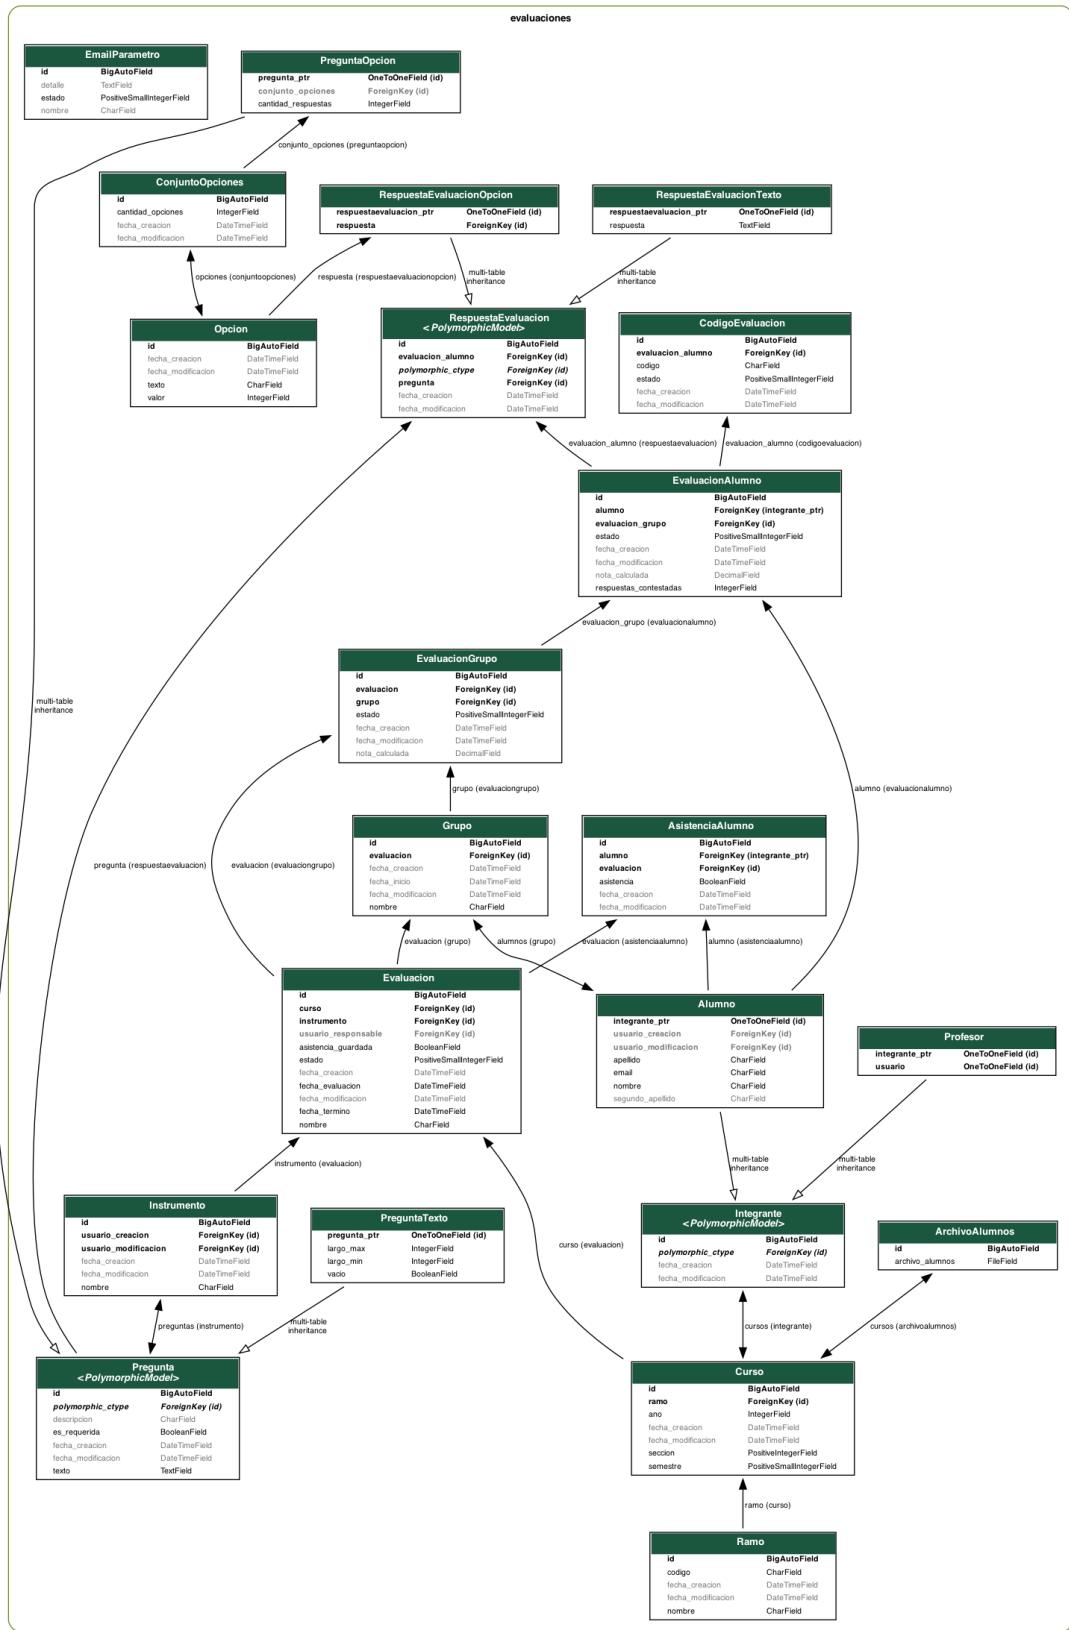 evaluaciones
EmailParametro
id BigAutoField
detalle TextField
estado PositiveSmallIntegerField
nombre CharField
PreguntaOpcion
pregunta_ptr OneToOneField (id)
conjunto_opciones ForeignKey (id)
cantidad_respuestas IntegerField
conjunto_opciones (preguntaopcion)
ConjuntoOpciones
id BigAutoField
cantidad_opciones IntegerField
fecha_creacion DateTimeField
fecha_modificacion DateTimeField
RespuestaEvaluacionOpcion
respuestaevaluacion_ptr OneToOneField (id)
respuesta ForeignKey (id)
RespuestaEvaluacionTexto
respuestaevaluacion_ptr OneToOneField (id)
respuesta TextField
opciones (conjuntoopciones)
respuesta (respuestaevaluacionopcion)
multi-table
inheritance
multi-table
inheritance
Opcion
id BigAutoField
fecha_creacion DateTimeField
fecha_modificacion DateTimeField
texto CharField
valor IntegerField
RespuestaEvaluacion
<PolymorphicModel>
id BigAutoField
evaluacion_alumno ForeignKey (id)
polymorphic_ctype ForeignKey (id)
pregunta ForeignKey (id)
fecha_creacion DateTimeField
fecha_modificacion DateTimeField
CodigoEvaluacion
id BigAutoField
evaluacion_alumno ForeignKey (id)
codigo CharField
estado PositiveSmallIntegerField
fecha_creacion DateTimeField
fecha_modificacion DateTimeField
evaluacion_alumno (respuestaevaluacion)
evaluacion_alumno (codigoevaluacion)
EvaluacionAlumno
id BigAutoField
alumno ForeignKey (integrante_ptr)
evaluacion_grupo ForeignKey (id)
estado PositiveSmallIntegerField
fecha_creacion DateTimeField
fecha_modificacion DateTimeField
nota_calculada DecimalField
respuestas_contestadas IntegerField
evaluacion_grupo (evaluacionalumno)
EvaluacionGrupo
id BigAutoField
evaluacion ForeignKey (id)
grupo ForeignKey (id)
estado PositiveSmallIntegerField
fecha_creacion DateTimeField
fecha_modificacion DateTimeField
nota_calculada DecimalField
multi-table
inheritance
grupo (evaluaciongrupo)
alumno (evaluacionalumno)
Grupo
id BigAutoField
evaluacion ForeignKey (id)
fecha_creacion DateTimeField
fecha_inicio DateTimeField
fecha_modificacion DateTimeField
nombre CharField
AsistenciaAlumno
id BigAutoField
alumno ForeignKey (integrante_ptr)
evaluacion ForeignKey (id)
asistencia BooleanField
fecha_creacion DateTimeField
fecha_modificacion DateTimeField
pregunta (respuestaevaluacion)
evaluacion (evaluaciongrupo)
evaluacion (grupo)
alumnos (grupo)
evaluacion (asistenciaalumno)
alumno (asistenciaalumno)
Evaluacion
id BigAutoField
curso ForeignKey (id)
instrumento ForeignKey (id)
usuario_responsable ForeignKey (id)
asistencia_guardada BooleanField
estado PositiveSmallIntegerField
fecha_creacion DateTimeField
fecha_evaluacion DateTimeField
fecha_modificacion DateTimeField
fecha_termino DateTimeField
nombre CharField
Alumno
integrante_ptr OneToOneField (id)
usuario_creacion ForeignKey (id)
usuario_modificacion ForeignKey (id)
apellido CharField
email CharField
nombre CharField
segundo_apellido CharField
Profesor
integrante_ptr OneToOneField (id)
usuario OneToOneField (id)
instrumento (evaluacion)
multi-table
inheritance
multi-table
inheritance
Instrumento
id BigAutoField
usuario_creacion ForeignKey (id)
usuario_modificacion ForeignKey (id)
fecha_creacion DateTimeField
fecha_modificacion DateTimeField
nombre CharField
PreguntaTexto
pregunta_ptr OneToOneField (id)
largo_max IntegerField
largo_min IntegerField
vacio BooleanField
curso (evaluacion)
Integrante
<PolymorphicModel>
id BigAutoField
polymorphic_ctype ForeignKey (id)
fecha_creacion DateTimeField
fecha_modificacion DateTimeField
ArchivoAlumnos
id BigAutoField
archivo_alumnos FileField
preguntas (instrumento)
multi-table
inheritance
cursos (integrante)
cursos (archivoalumnos)
Pregunta
<PolymorphicModel>
id BigAutoField
polymorphic_ctype ForeignKey (id)
descripcion CharField
es_requerida BooleanField
fecha_creacion DateTimeField
fecha_modificacion DateTimeField
texto TextField
Curso
id BigAutoField
ramo ForeignKey (id)
ano IntegerField
fecha_creacion DateTimeField
fecha_modificacion DateTimeField
seccion PositiveIntegerField
semestre PositiveSmallIntegerField
ramo (curso)
Ramo
id BigAutoField
codigo CharField
fecha_creacion DateTimeField
fecha_modificacion DateTimeField
nombre CharField